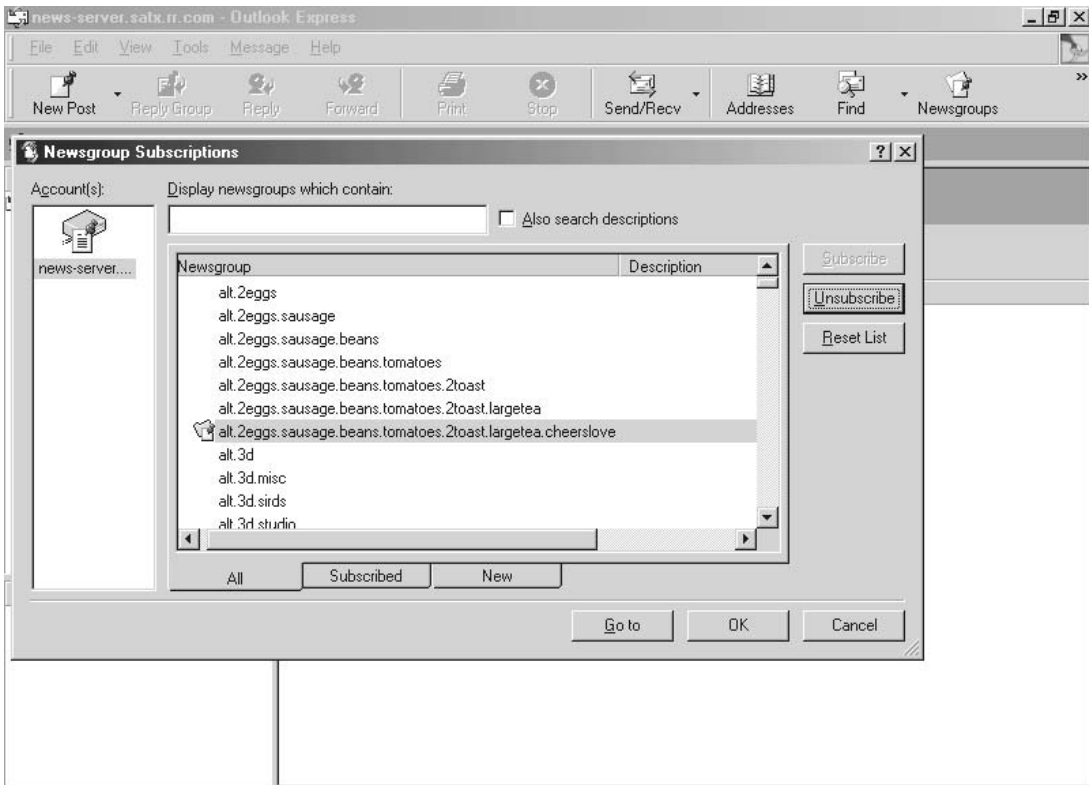 news-server.satx.rr.com - Outlook Express
File Edit View Tools Message Help
New Post Reply Group Reply Forward Print Stop Send/Recv Addresses Find Newsgroups »
Newsgroup Subscriptions
Account(s): Display newsgroups which contain:
Also search descriptions
news-server....
Newsgroup Description
Subscribe
alt.2eggs
Unsubscribe
alt.2eggs.sausage
alt.2eggs.sausage.beans
Reset List
alt.2eggs.sausage.beans.tomatoes
alt.2eggs.sausage.beans.tomatoes.2toast
alt.2eggs.sausage.beans.tomatoes.2toast.largetea
alt.2eggs.sausage.beans.tomatoes.2toast.largetea.cheerslove
alt.3d
alt.3d.misc
alt.3d.sirds
alt.3d.studio
All Subscribed New
Go to OK Cancel